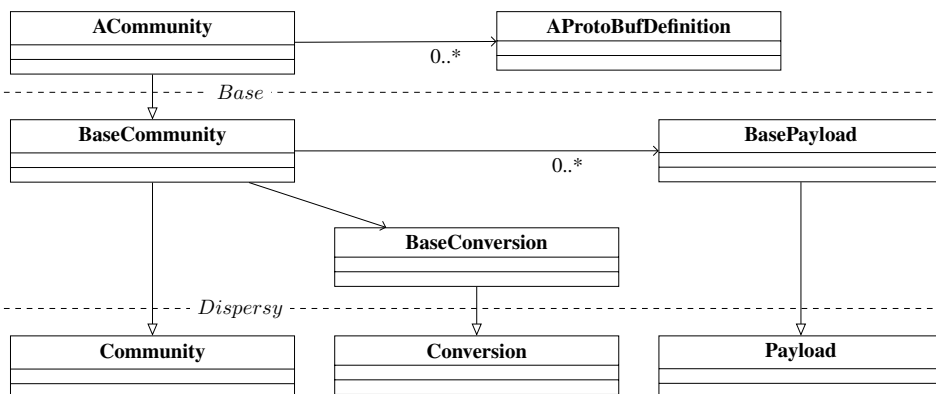 ACommunity
AProtoBufDefinition
0..*
Base
BaseCommunity
BasePayload
0..*
BaseConversion
Dispersy
Community
Conversion
Payload